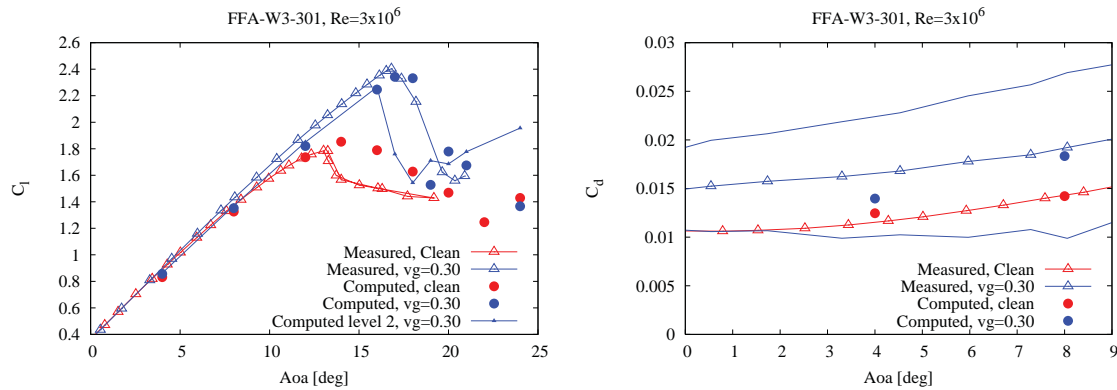 FFA-W3-301, Re=3x10⁶
2.6
2.4
2.2
2
1.8
1.6
1.4
1.2
1
0.8
0.6
0.4
C_l
Measured, Clean
Measured, vg=0.30
Computed, clean
Computed, vg=0.30
Computed level 2, vg=0.30
0 5 10 15 20 25
Aoa [deg]
FFA-W3-301, Re=3x10⁶
0.03
0.025
0.02
0.015
0.01
0.005
0
C_d
Measured, Clean
Measured, vg=0.30
Computed, clean
Computed, vg=0.30
0 1 2 3 4 5 6 7 8 9
Aoa [deg]